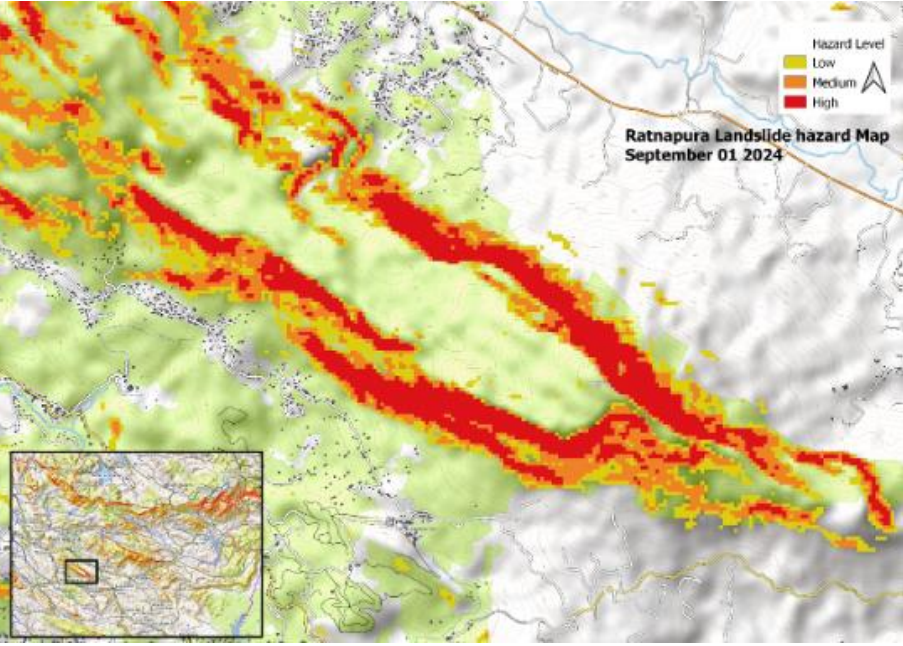 Hazard Level
Low
Medium
High
Ratnapura Landslide hazard Map
September 01 2024